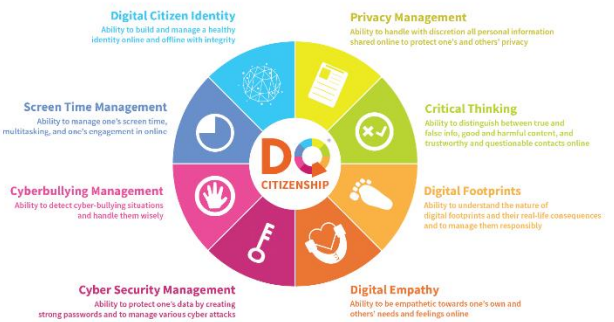 Digital Citizen Identity
Ability to build and manage a healthy
identity online and offline with integrity
Privacy Management
Ability to handle with discretion all personal information
shared online to protect one's and others' privacy
Screen Time Management
Ability to manage one's screen time,
multitasking, and one's engagement in online
Critical Thinking
Ability to distinguish between true and
false info, good and harmful content, and
trustworthy and questionable contacts online
DQ
CITIZENSHIP
Cyberbullying Management
Ability to detect cyber-bullying situations
and handle them wisely
Digital Footprints
Ability to understand the nature of
digital footprints and their real-life consequences
and to manage them responsibly
Cyber Security Management
Ability to protect one's data by creating
strong passwords and to manage various cyber attacks
Digital Empathy
Ability to be empathetic towards one's own and
others' needs and feelings online